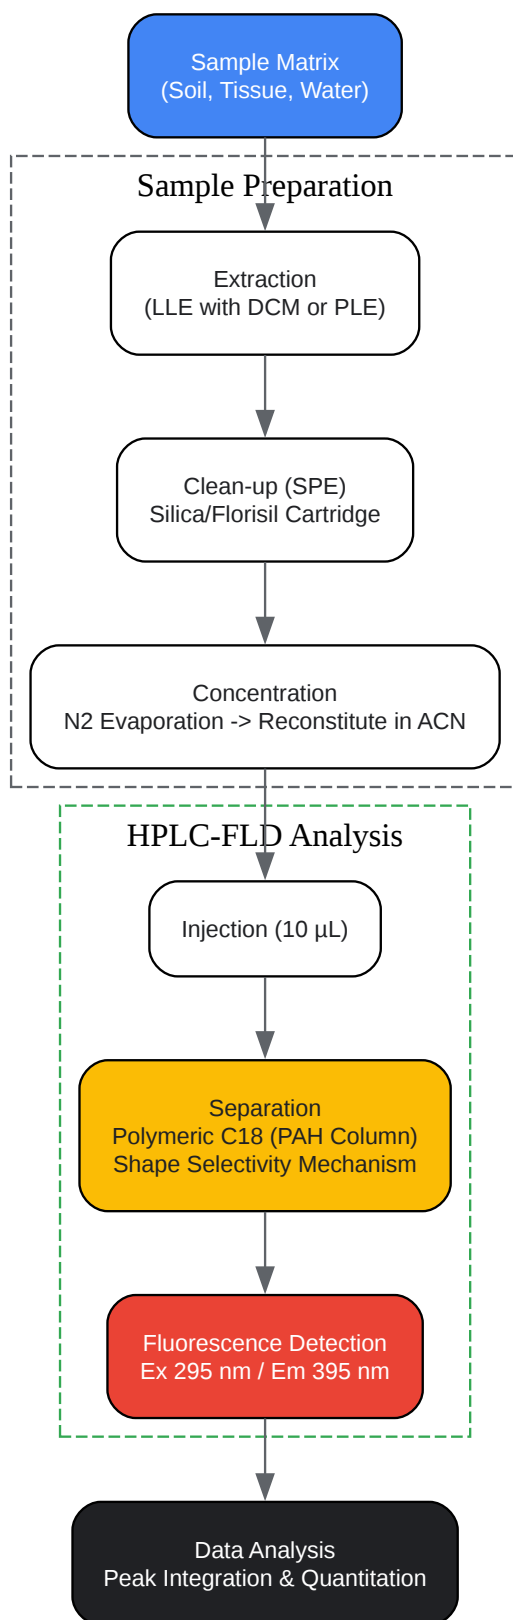 Sample Matrix
(Soil, Tissue, Water)
Sample Preparation
Extraction
(LLE with DCM or PLE)
Clean-up (SPE)
Silica/Florisil Cartridge
Concentration
N2 Evaporation -> Reconstitute in ACN
HPLC-FLD Analysis
Injection (10 µL)
Separation
Polymeric C18 (PAH Column)
Shape Selectivity Mechanism
Fluorescence Detection
Ex 295 nm / Em 395 nm
Data Analysis
Peak Integration & Quantitation